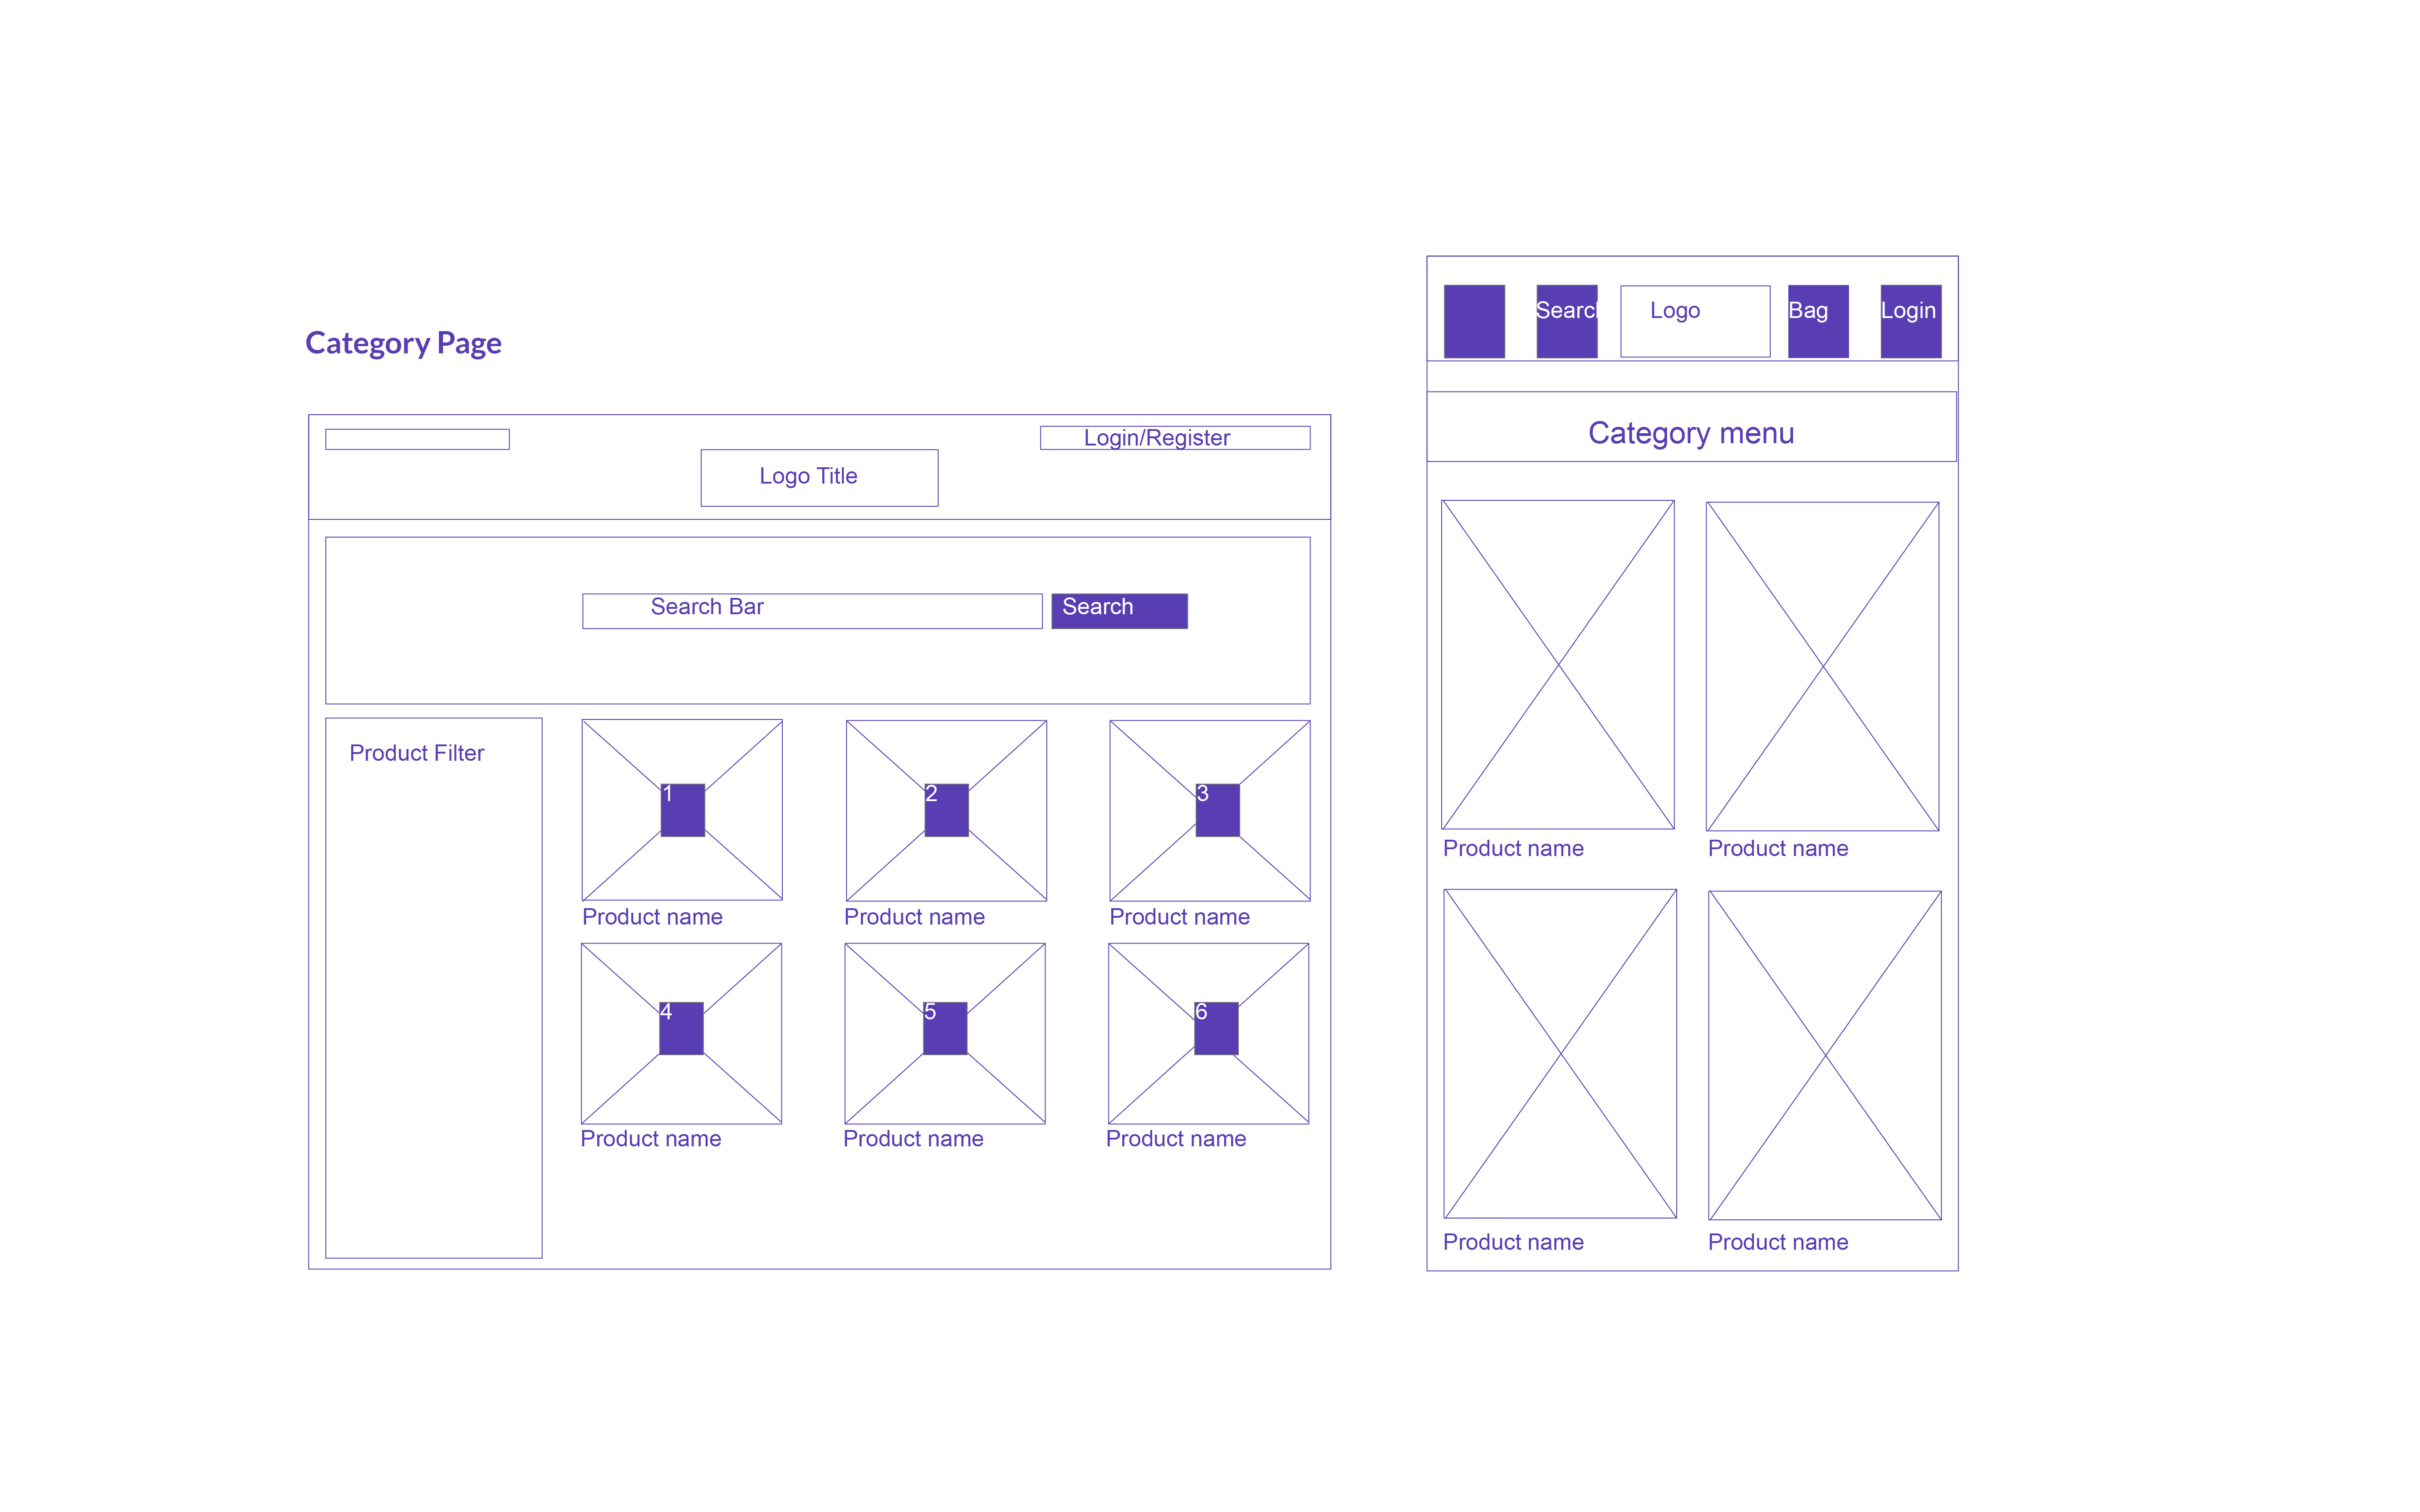 Category Page
Login/Register
Logo Title
Search Bar
Search
Product Filter
1
2
3
Product name
Product name
Product name
4
5
6
Product name
Product name
Product name
Search
Logo
Bag
Login
Category menu
Product name
Product name
Product name
Product name